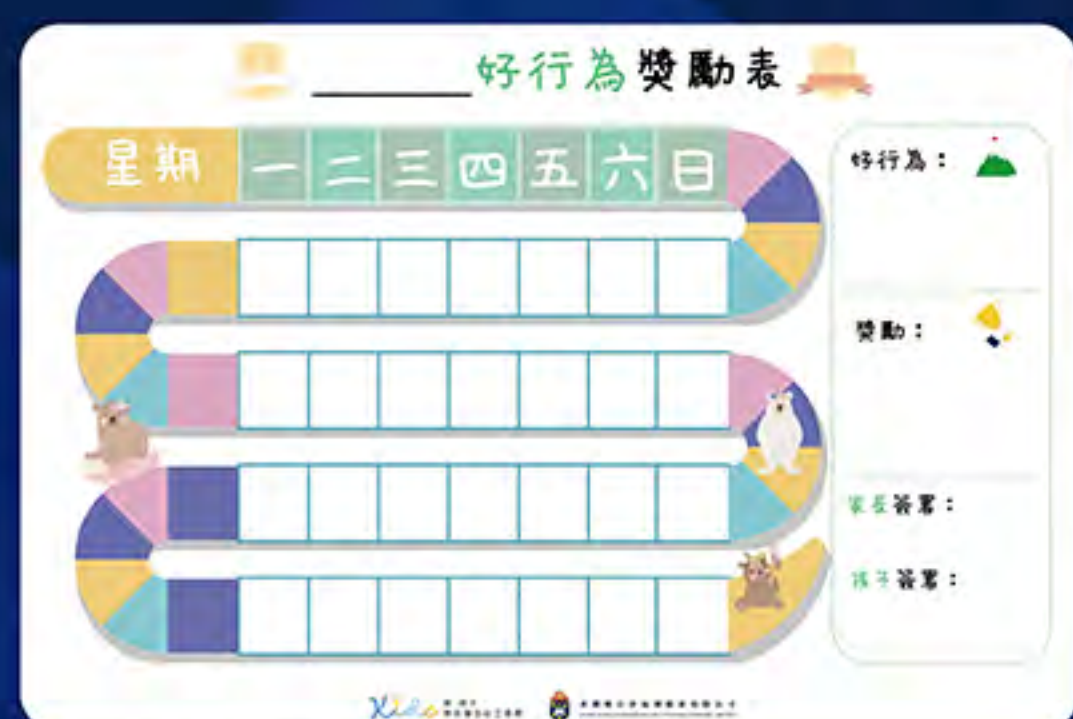 好行為獎勵表
星期 一 二 三 四 五 六 日
好行為：
獎勵：
家長簽署：
孩子簽署：
Kids